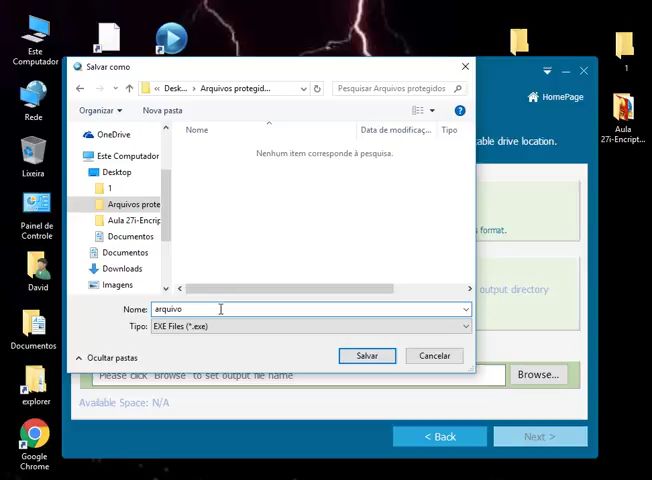 Este
Computador
Rede
Lixeira
Painel de
Controle
David
Documentos
explorer
Google
Chrome
Salvar como
« Desk... › Arquivos protegid...
Pesquisar Arquivos protegidos
Organizar
Nova pasta
OneDrive
Este Computador
Desktop
1
Arquivos prote
Aula 27i-Encrip
Documentos
Documentos
Downloads
Imagens
Nome
Data de modificaç...
Tipo
Nenhum item corresponde à pesquisa.
Nome: arquivo
Tipo: EXE Files (*.exe)
Ocultar pastas
Salvar
Cancelar
HomePage
table drive location.
s format.
output directory
Please click "Browse" to set output file name
Browse...
Available Space: N/A
< Back
Next >
1
Aula
27i-Encript...